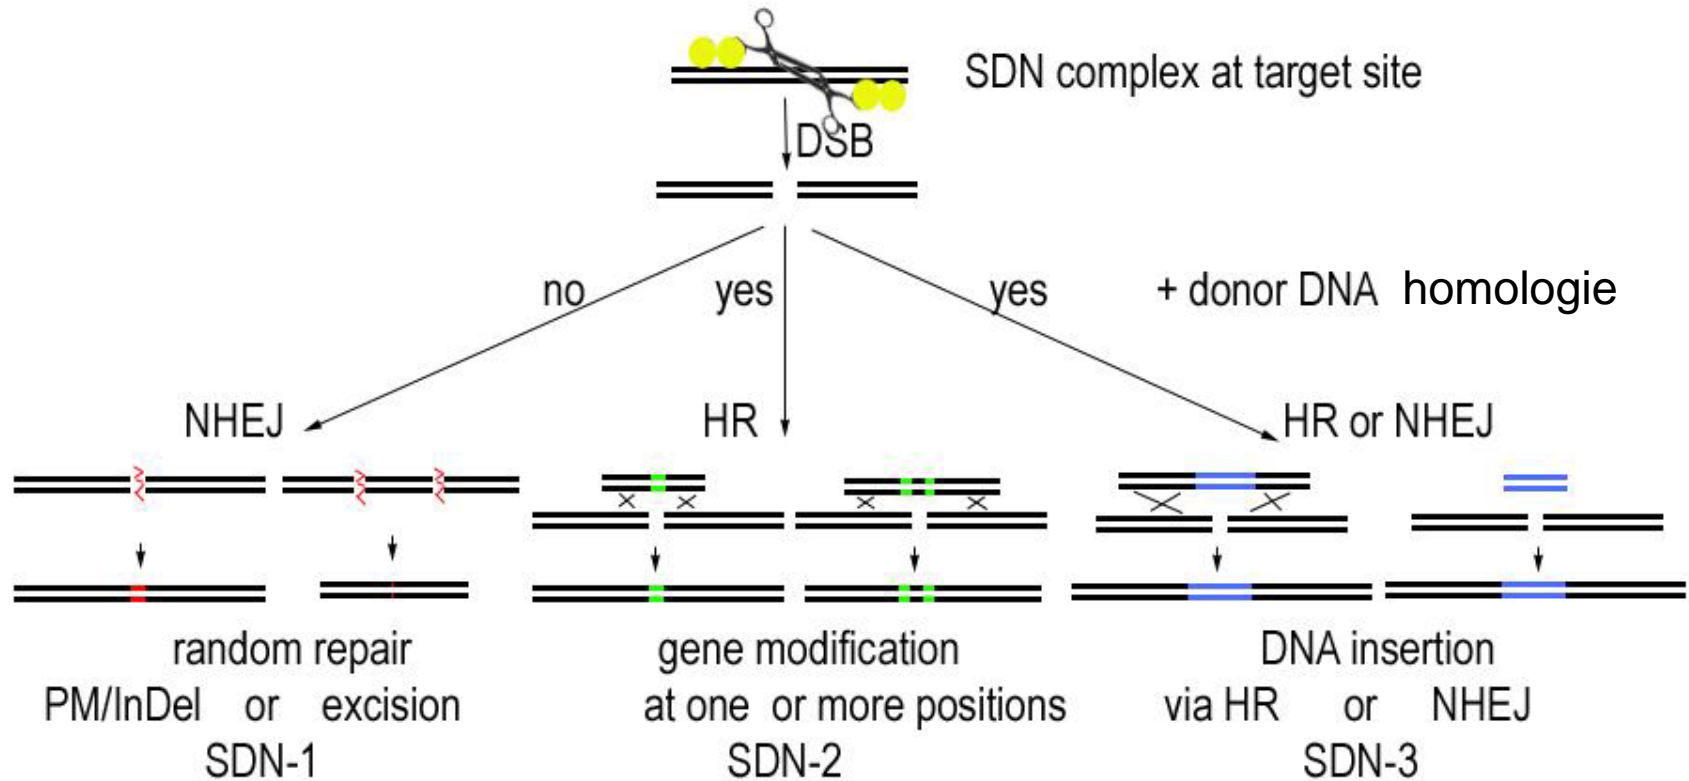 SDN complex at target site
DSB
no yes yes + donor DNA homologie
NHEJ HR HR or NHEJ
random repair gene modification DNA insertion
PM/InDel or excision at one or more positions via HR or NHEJ
SDN-1 SDN-2 SDN-3